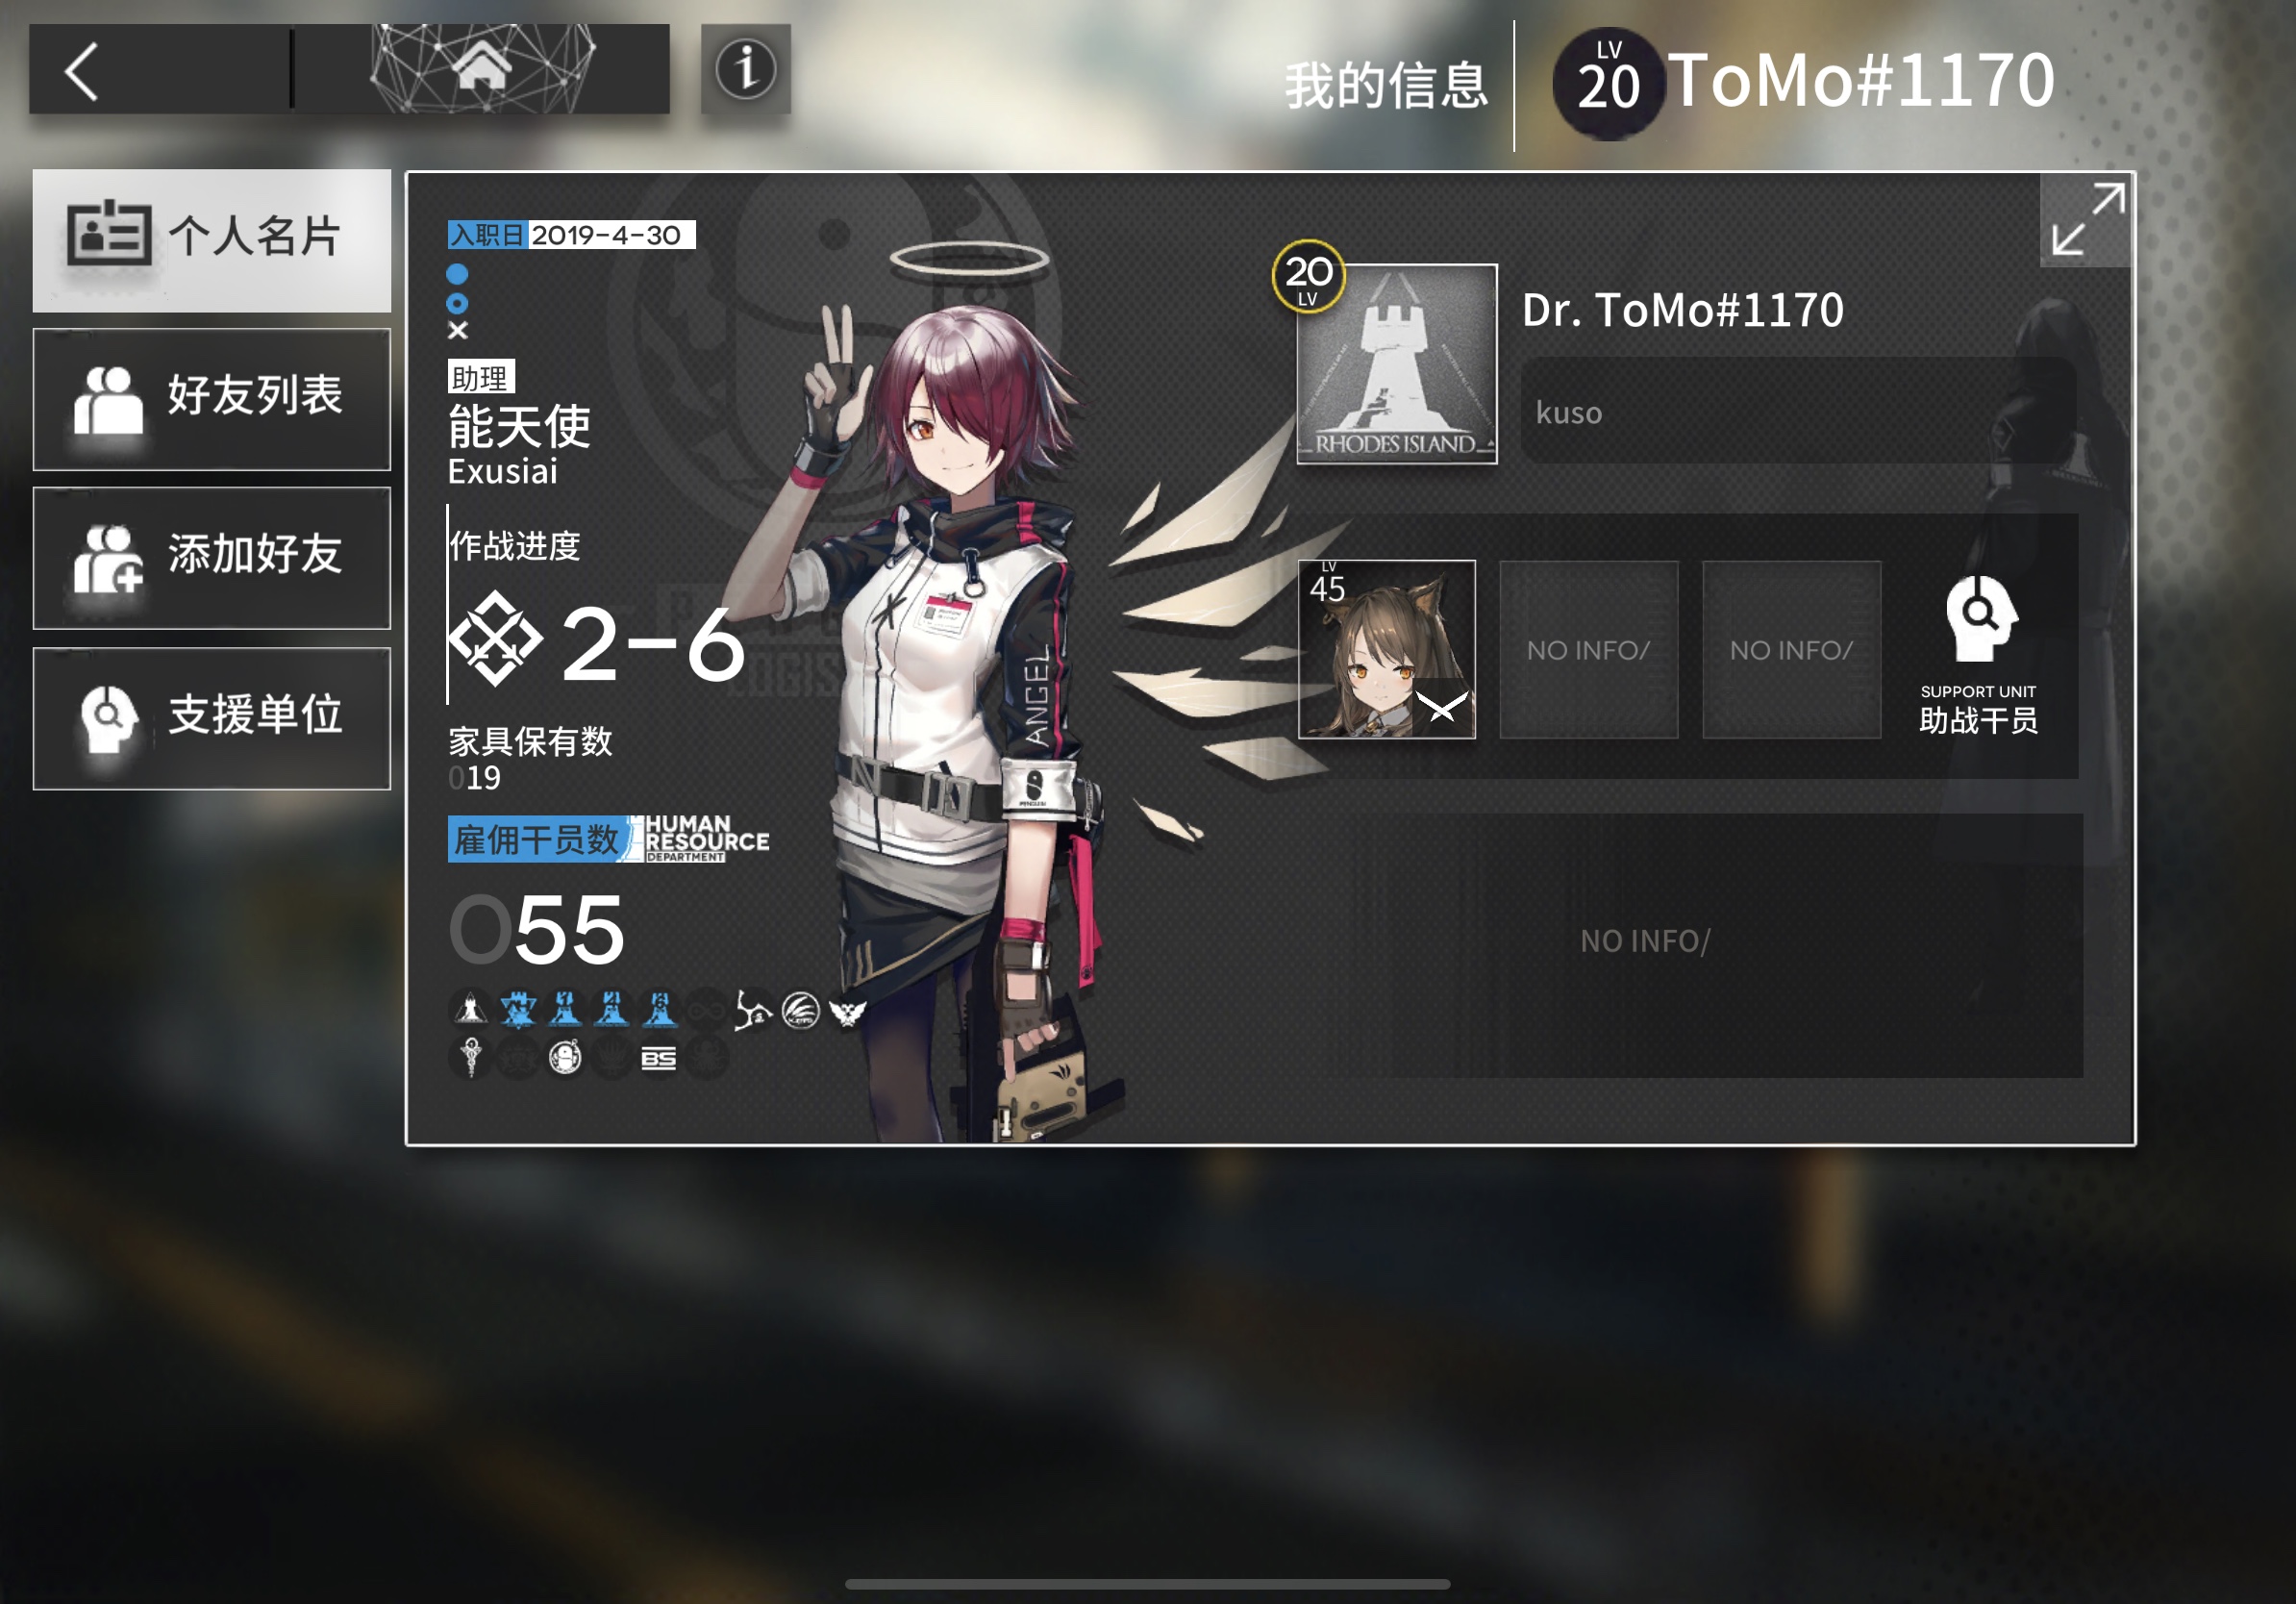 我的信息
LV
20
ToMo#1170
个人名片
好友列表
添加好友
支援单位
入职日 2019-4-30
助理
能天使
Exusiai
作战进度
2-6
家具保有数
019
雇佣干员数
HUMAN
RESOURCE
DEPARTMENT
055
BS
ANGEL
20
LV
RHODES ISLAND
Dr. ToMo#1170
kuso
LV
45
NO INFO/
NO INFO/
SUPPORT UNIT
助战干员
NO INFO/